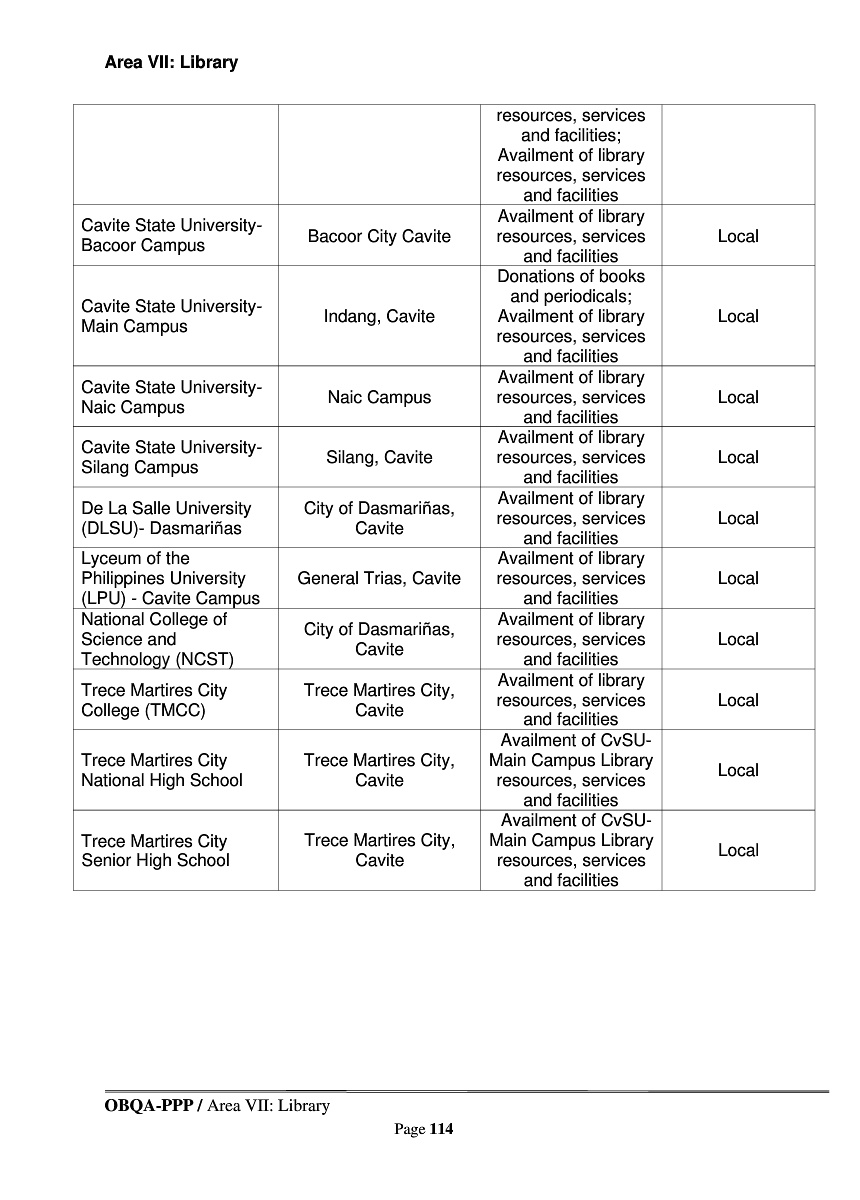 Area VII: Library
resources, services
and facilities;
Availment of library
resources, services
and facilities
Cavite State University-
Bacoor Campus
Bacoor City Cavite
Availment of library
resources, services
and facilities
Local
Cavite State University-
Main Campus
Indang, Cavite
Donations of books
and periodicals;
Availment of library
resources, services
and facilities
Local
Cavite State University-
Naic Campus
Naic Campus
Availment of library
resources, services
and facilities
Local
Cavite State University-
Silang Campus
Silang, Cavite
Availment of library
resources, services
and facilities
Local
De La Salle University
(DLSU)- Dasmariñas
City of Dasmariñas,
Cavite
Availment of library
resources, services
and facilities
Local
Lyceum of the
Philippines University
(LPU) - Cavite Campus
General Trias, Cavite
Availment of library
resources, services
and facilities
Local
National College of
Science and
Technology (NCST)
City of Dasmariñas,
Cavite
Availment of library
resources, services
and facilities
Local
Trece Martires City
College (TMCC)
Trece Martires City,
Cavite
Availment of library
resources, services
and facilities
Local
Trece Martires City
National High School
Trece Martires City,
Cavite
Availment of CvSU-
Main Campus Library
resources, services
and facilities
Local
Trece Martires City
Senior High School
Trece Martires City,
Cavite
Availment of CvSU-
Main Campus Library
resources, services
and facilities
Local
OBQA-PPP / Area VII: Library
Page 114